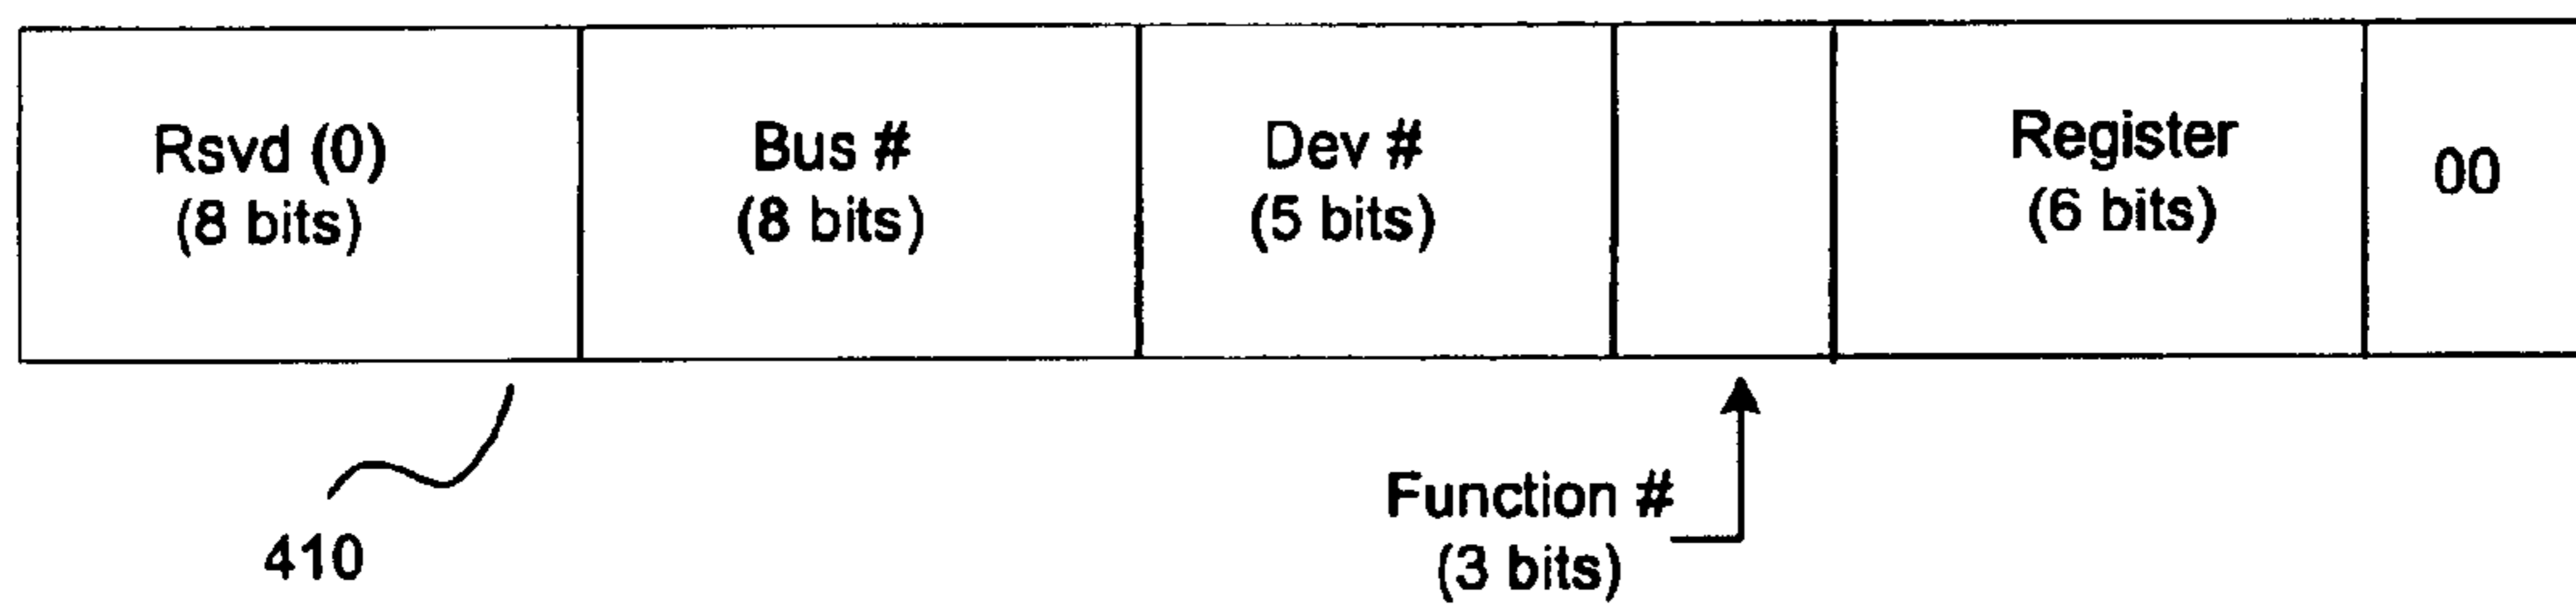 Rsvd (0)
(8 bits)
Bus #
(8 bits)
Dev #
(5 bits)
Register
(6 bits)
00
Function #
(3 bits)
410